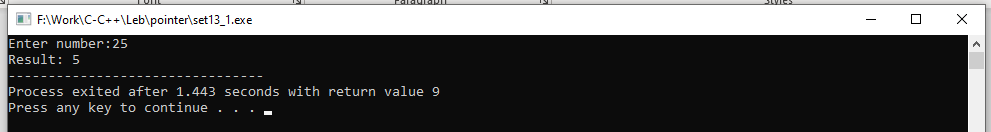 Font
Paragraph
Styles
F:\Work\C-C++\Leb\pointer\set13_1.exe
Enter number:25
Result: 5
--------------------------------
Process exited after 1.443 seconds with return value 9
Press any key to continue . . .